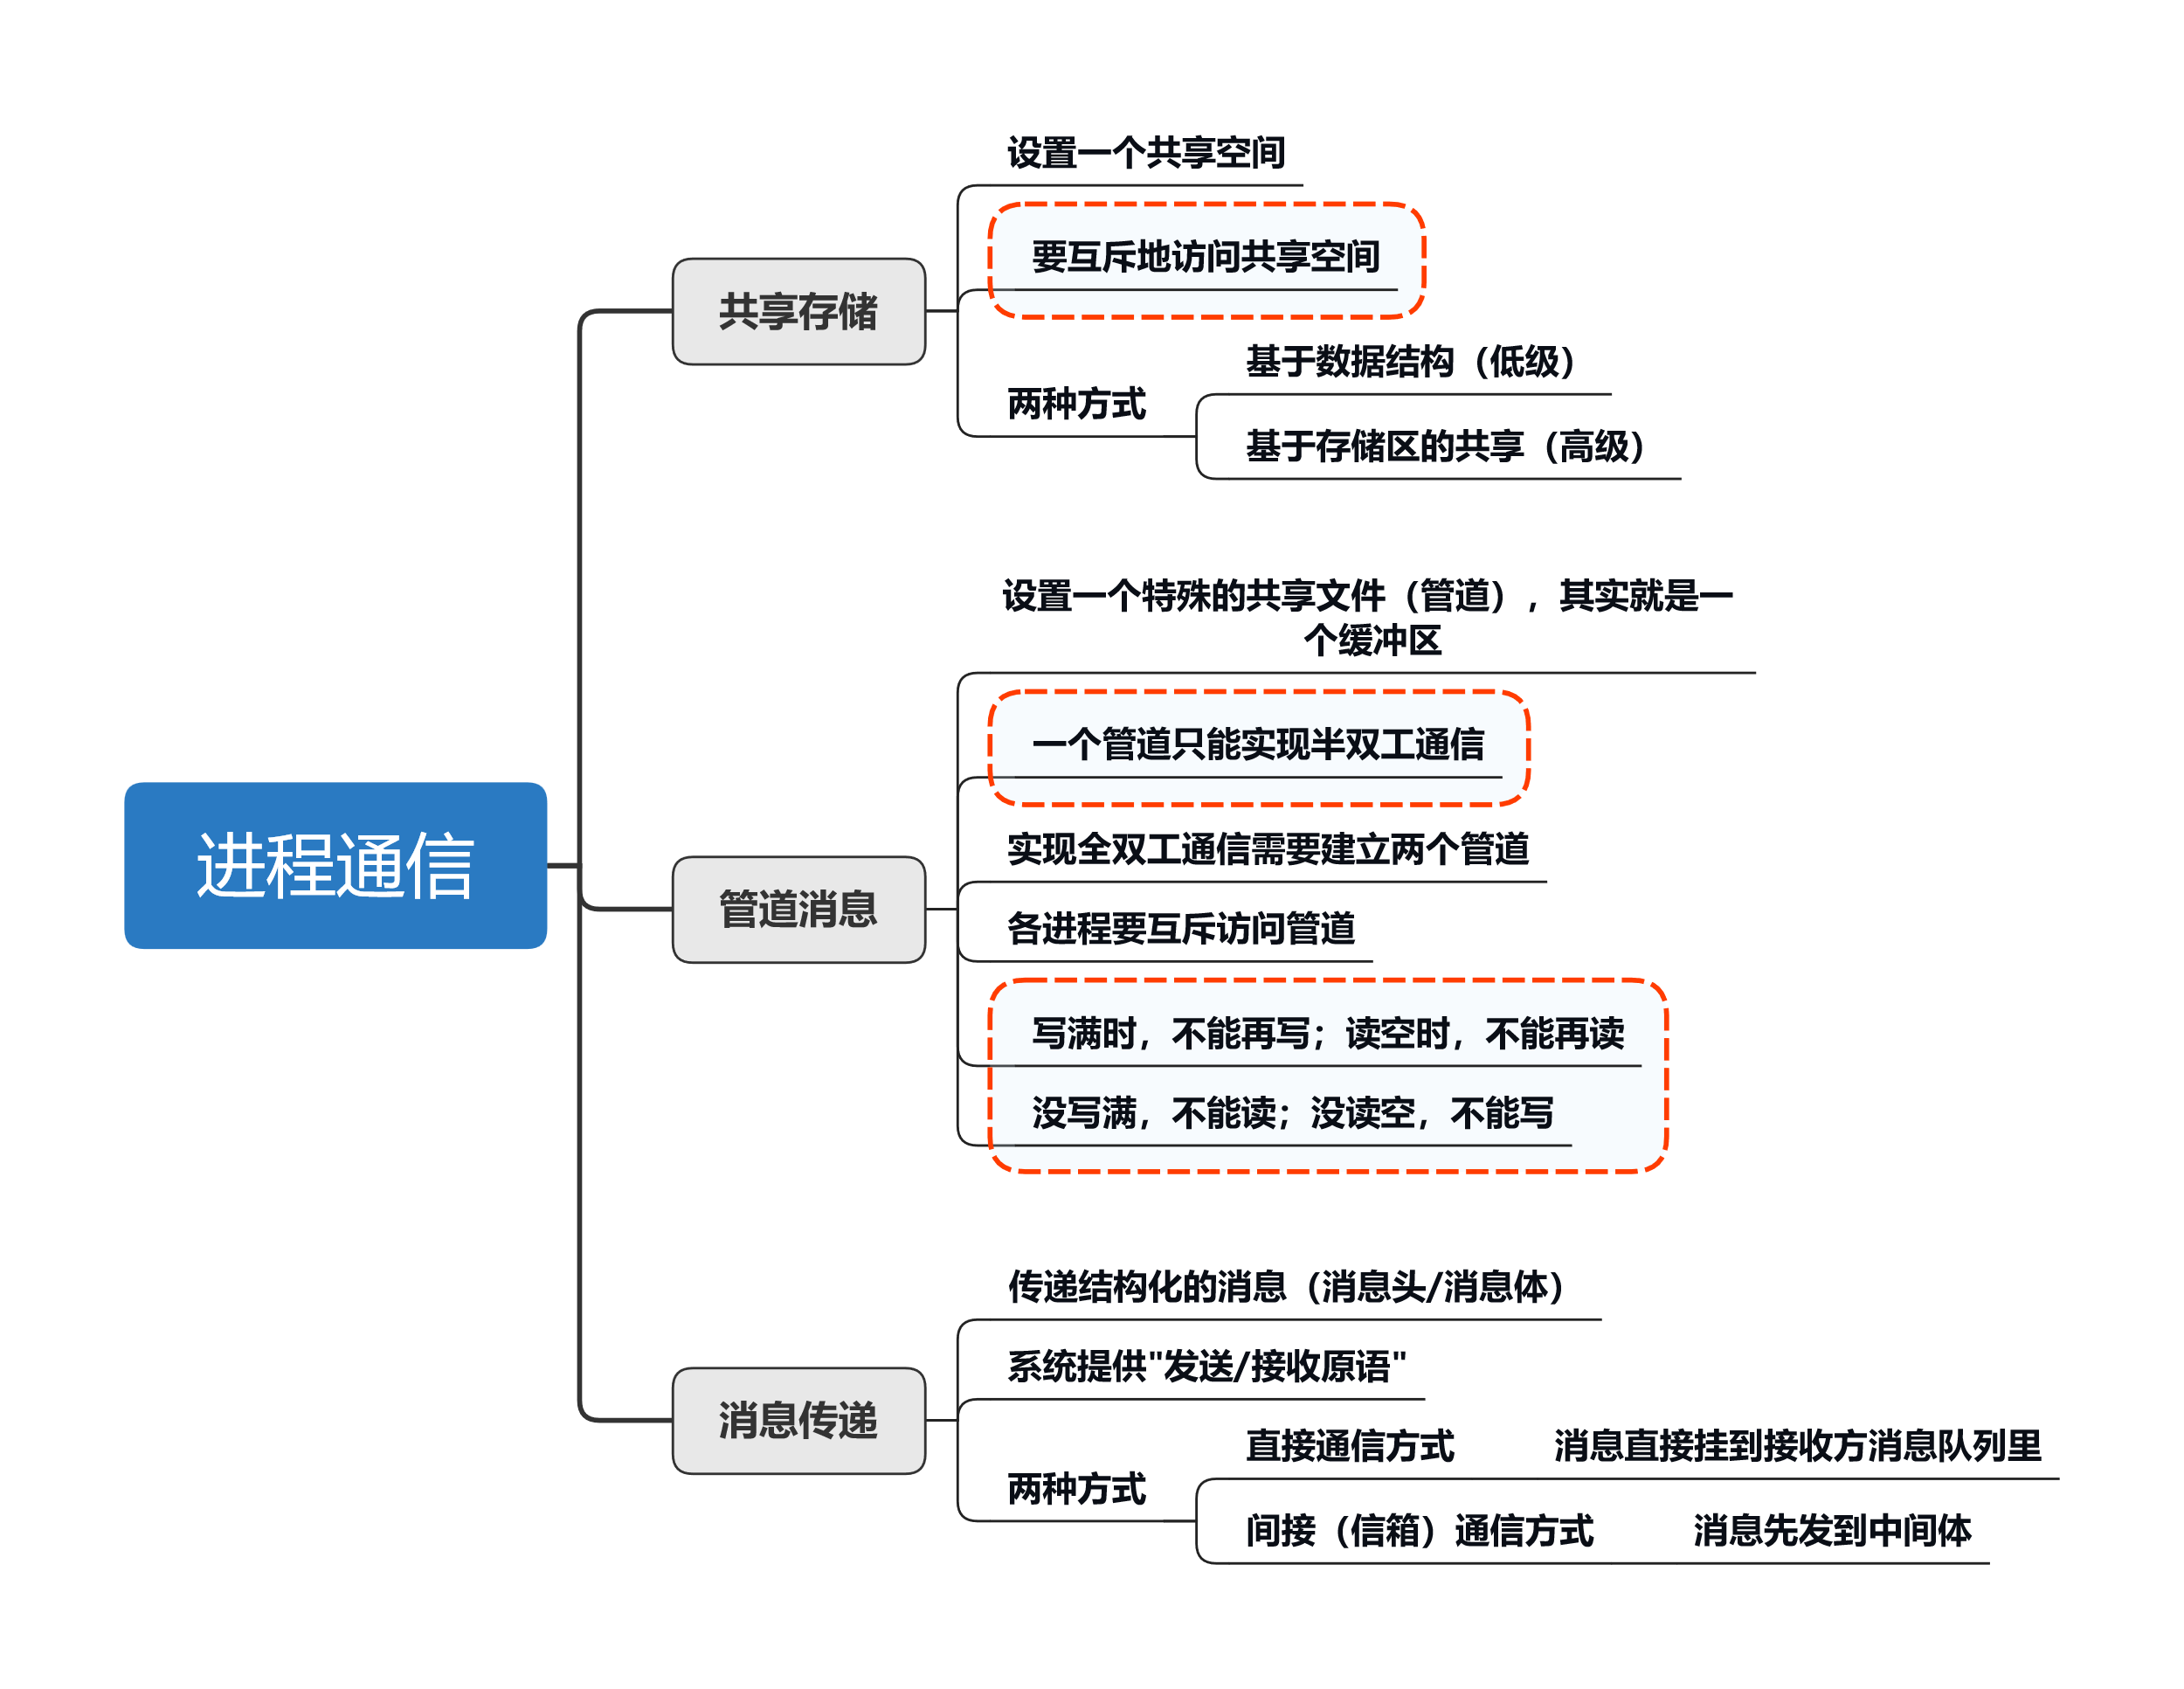 进程通信
共享存储
设置一个共享空间
要互斥地访问共享空间
两种方式
基于数据结构（低级）
基于存储区的共享（高级）
管道消息
设置一个特殊的共享文件（管道），其实就是一
个缓冲区
一个管道只能实现半双工通信
实现全双工通信需要建立两个管道
各进程要互斥访问管道
写满时，不能再写；读空时，不能再读
没写满，不能读；没读空，不能写
消息传递
传递结构化的消息（消息头/消息体）
系统提供"发送/接收原语"
两种方式
直接通信方式 消息直接挂到接收方消息队列里
间接（信箱）通信方式 消息先发到中间体